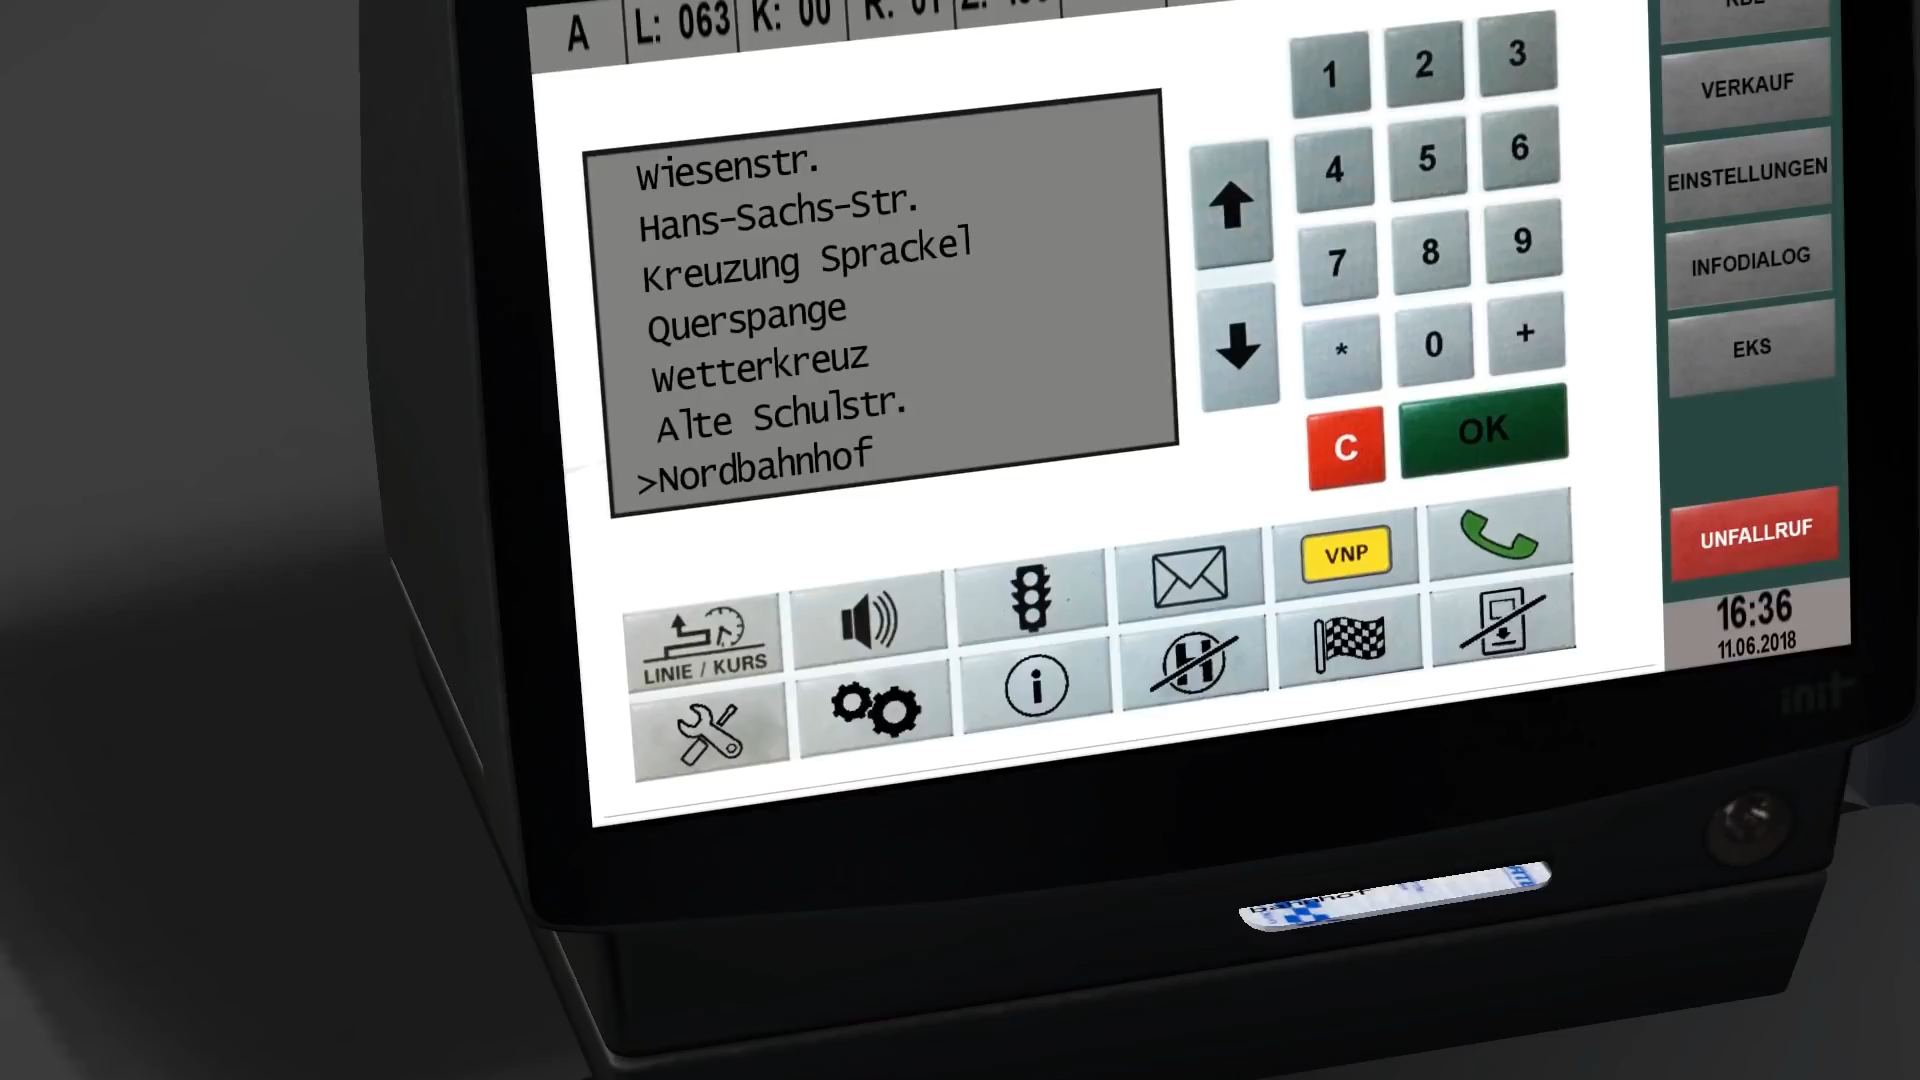 A L: 063 K: 00
Wiesenstr.
Hans-Sachs-Str.
Kreuzung Sprackel
Querspange
Wetterkreuz
Alte Schulstr.
>Nordbahnhof
1 2 3
4 5 6
7 8 9
* 0 +
C OK
VERKAUF
EINSTELLUNGEN
INFODIALOG
EKS
UNFALLRUF
16:36
11.06.2018
VNP
LINIE / KURS
H
i
init